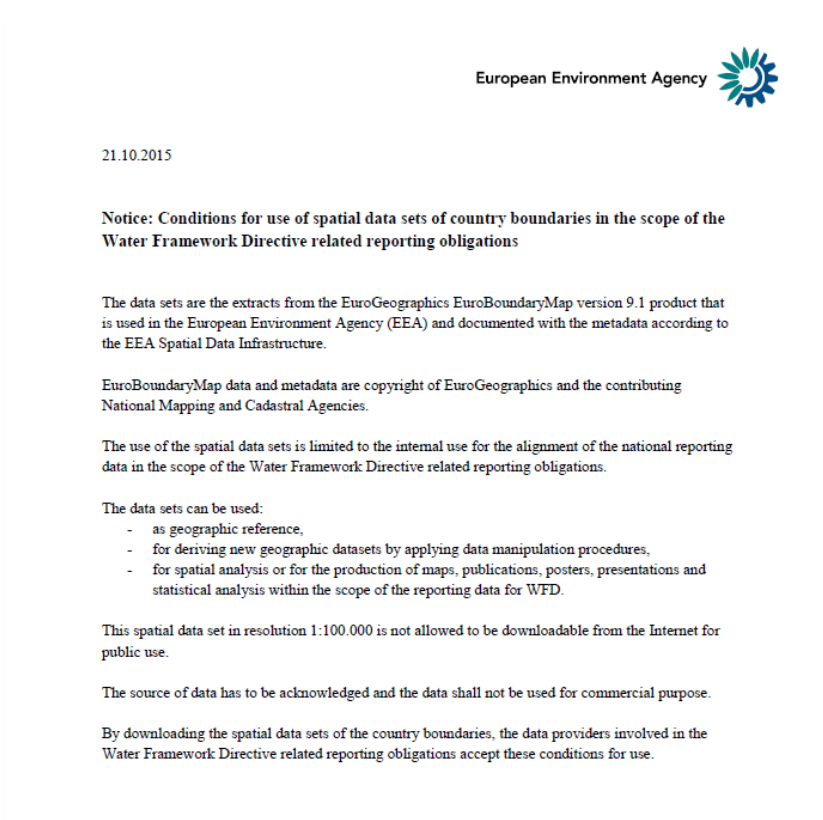 European Environment Agency
21.10.2015
Notice: Conditions for use of spatial data sets of country boundaries in the scope of the
Water Framework Directive related reporting obligations
The data sets are the extracts from the EuroGeographics EuroBoundaryMap version 9.1 product that
is used in the European Environment Agency (EEA) and documented with the metadata according to
the EEA Spatial Data Infrastructure.
EuroBoundaryMap data and metadata are copyright of EuroGeographics and the contributing
National Mapping and Cadastral Agencies.
The use of the spatial data sets is limited to the internal use for the alignment of the national reporting
data in the scope of the Water Framework Directive related reporting obligations.
The data sets can be used:
- as geographic reference,
- for deriving new geographic datasets by applying data manipulation procedures,
- for spatial analysis or for the production of maps, publications, posters, presentations and
statistical analysis within the scope of the reporting data for WFD.
This spatial data set in resolution 1:100.000 is not allowed to be downloadable from the Internet for
public use.
The source of data has to be acknowledged and the data shall not be used for commercial purpose.
By downloading the spatial data sets of the country boundaries, the data providers involved in the
Water Framework Directive related reporting obligations accept these conditions for use.